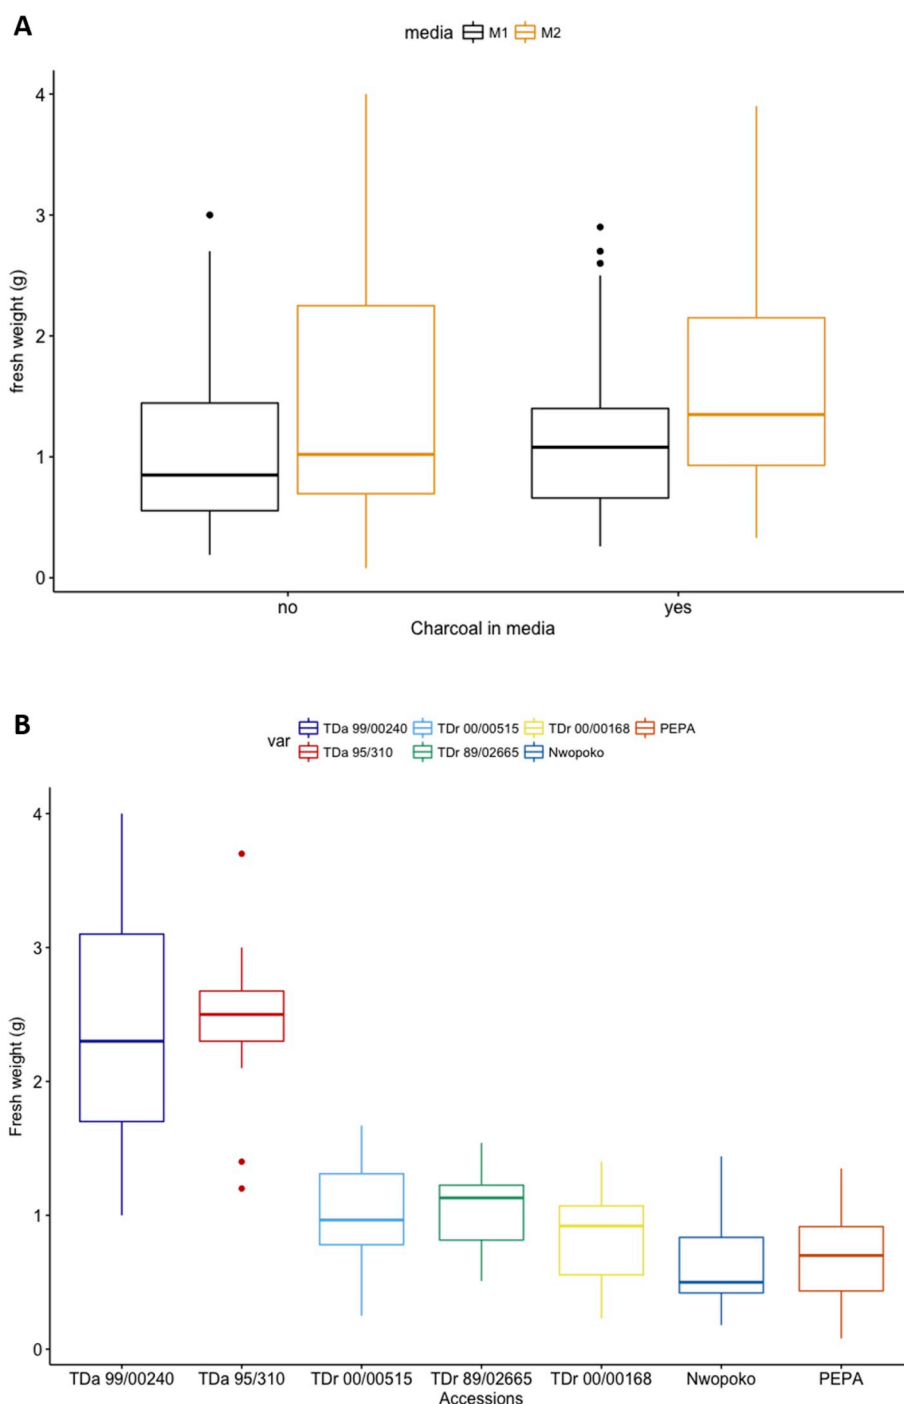 A
media M1 M2
4
3
2
1
0
fresh weight (g)
no yes
Charcoal in media
B
var
TDa 99/00240 TDr 00/00515 TDr 00/00168 PEPA
TDa 95/310 TDr 89/02665 Nwopoko
4
3
2
1
0
Fresh weight (g)
TDa 99/00240 TDa 95/310 TDr 00/00515 TDr 89/02665 TDr 00/00168 Nwopoko PEPA
Accessions